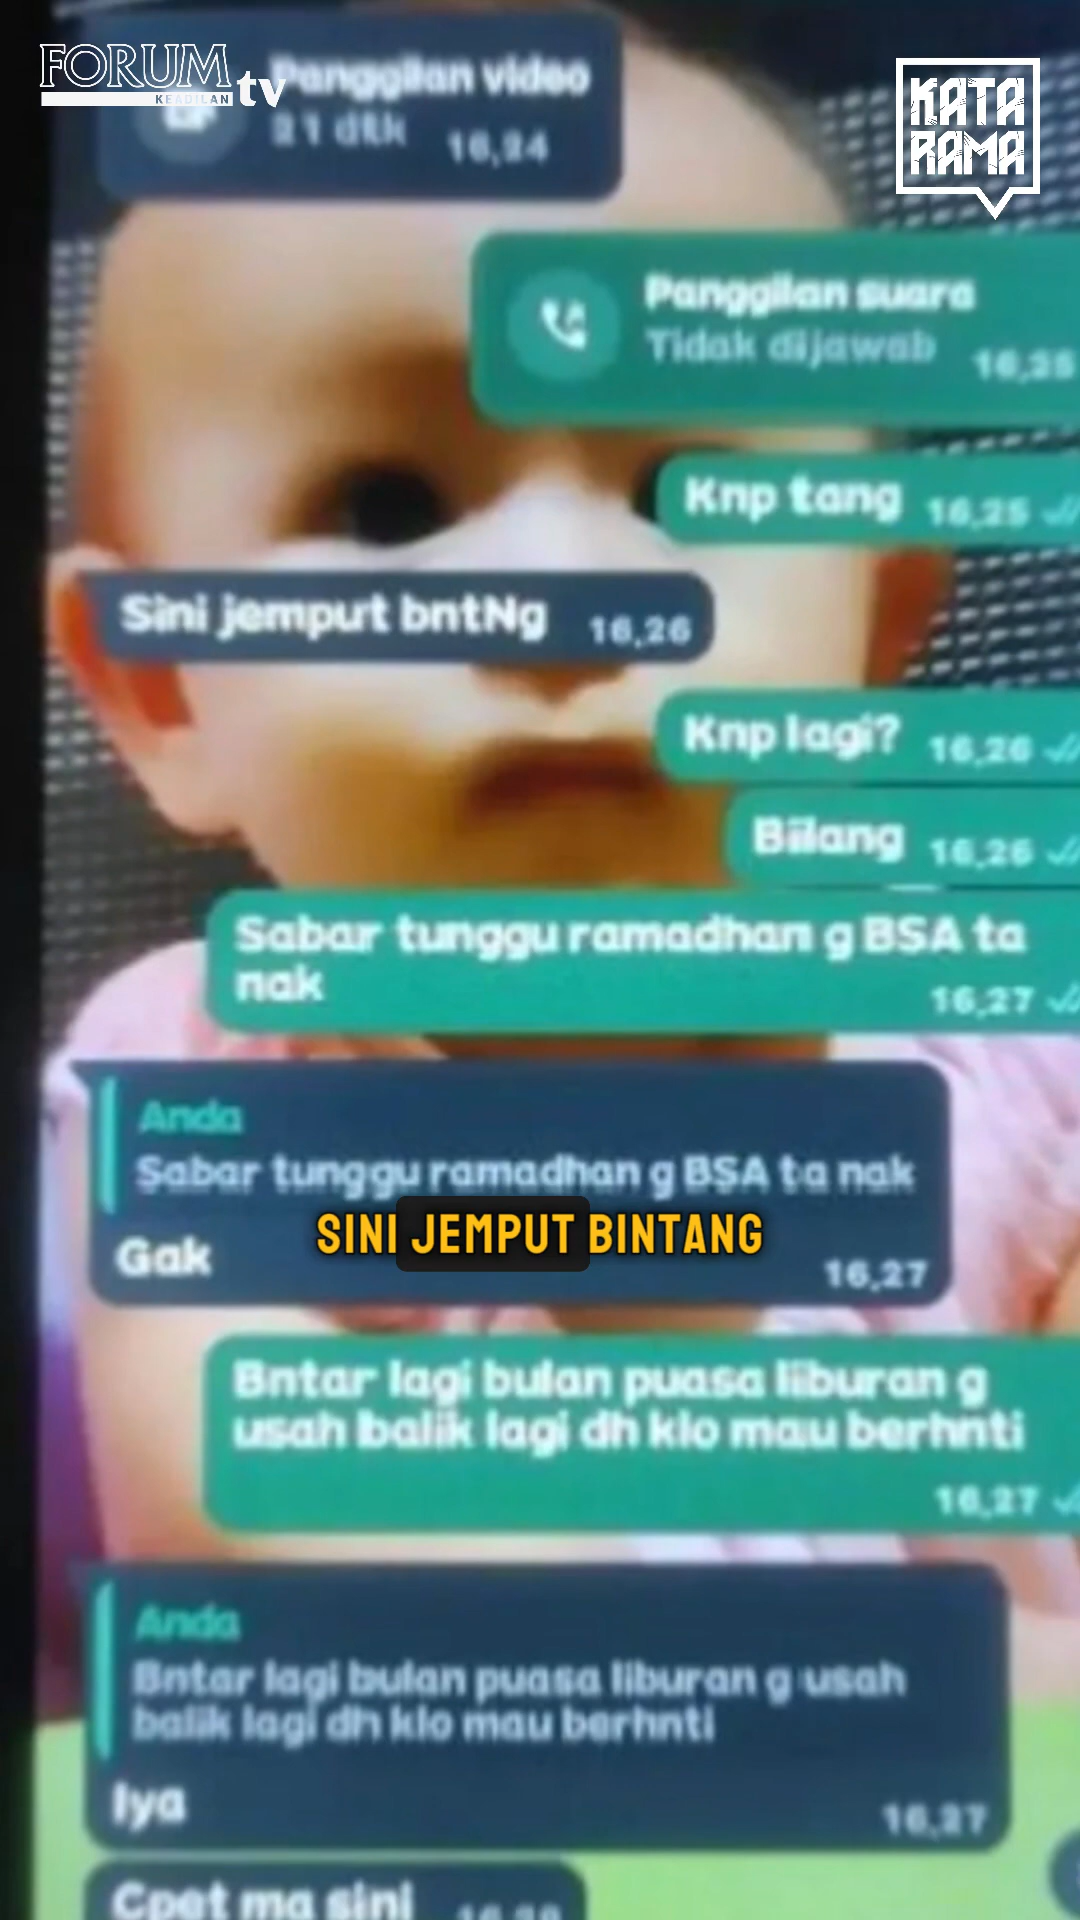 FORUM
KEADILAN
tv
KATA
RAMA
Panggilan video
21 dtk 16,24
Panggilan suara
Tidak dijawab 16,25
Knp tang 16,25
Sini jemput bntNg 16,26
Knp lagi? 16,26
Bilang 16,26
Sabar tunggu ramadhan g BSA ta
nak
16,27
Anda
Sabar tunggu ramadhan g BSA ta nak
SINI JEMPUT BINTANG
Gak
16,27
Bntar lagi bulan puasa liburan g
usah balik lagi dh klo mau berhnti
16,27
Anda
Bntar lagi bulan puasa liburan g usah
balik lagi dh klo mau berhnti
Iya
16,27
Cpet ma sini